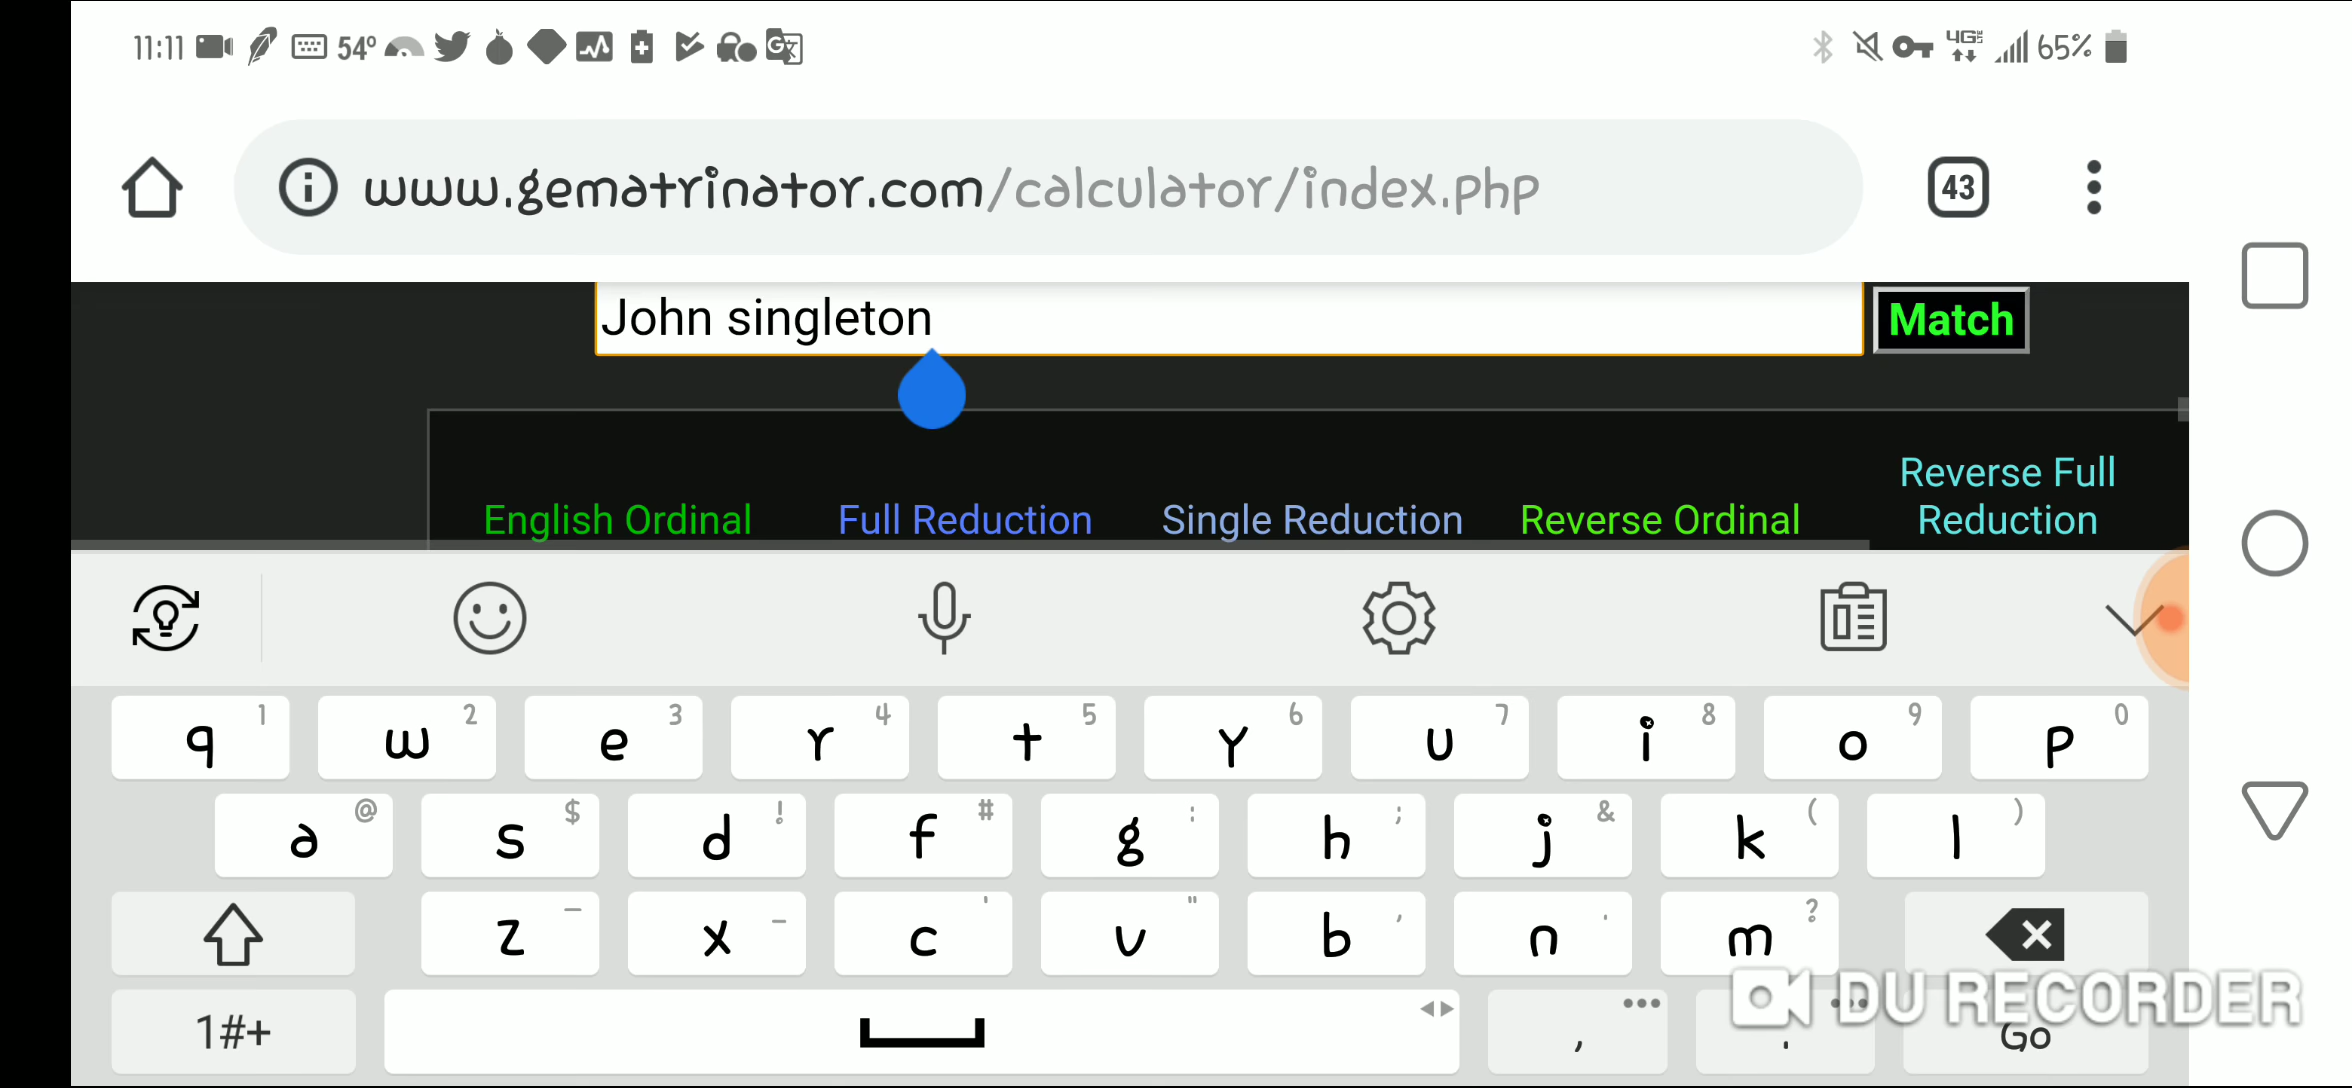 11:11 54° 4G 65%
www.gematrinator.com/calculator/index.php 43
John singleton Match
English Ordinal Full Reduction Single Reduction Reverse Ordinal Reverse Full Reduction
q 1 w 2 e 3 r 4 t 5 y 6 u 7 i 8 o 9 p 0
a @ s $ d ! f # g : h ; j & k ( l )
z – x - c ' v " b , n . m ?
1#+ , . Go
DU RECORDER